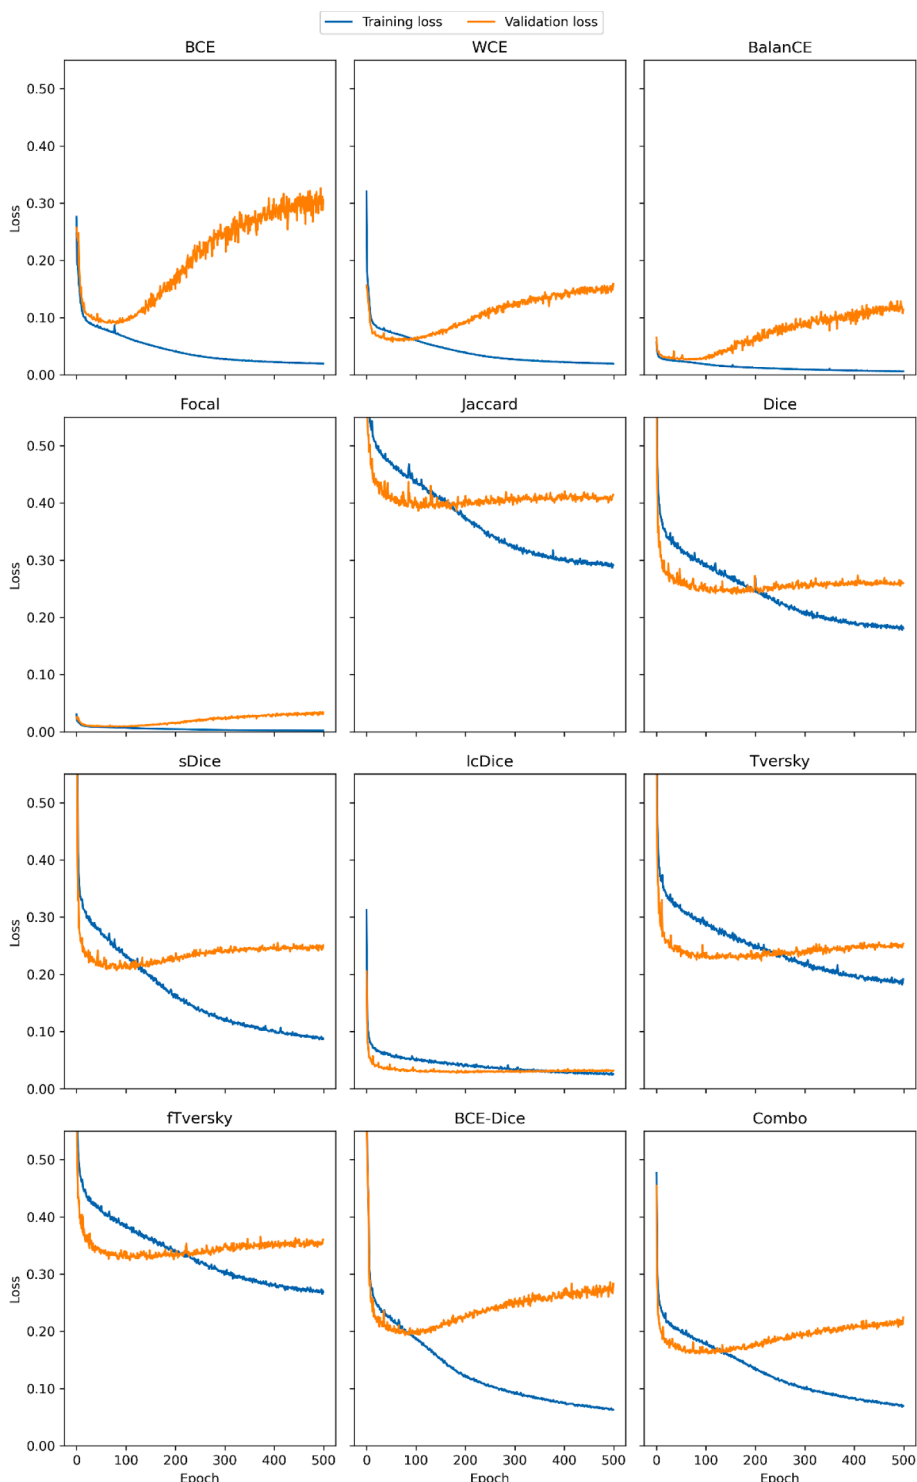 Training loss Validation loss
BCE WCE BalanCE
0.50
0.40
0.30
Loss
0.20
0.10
0.00
Focal Jaccard Dice
0.50
0.40
0.30
Loss
0.20
0.10
0.00
sDice lcDice Tversky
0.50
0.40
0.30
Loss
0.20
0.10
0.00
fTversky BCE-Dice Combo
0.50
0.40
0.30
Loss
0.20
0.10
0.00
0 100 200 300 400 500 0 100 200 300 400 500 0 100 200 300 400 500
Epoch Epoch Epoch